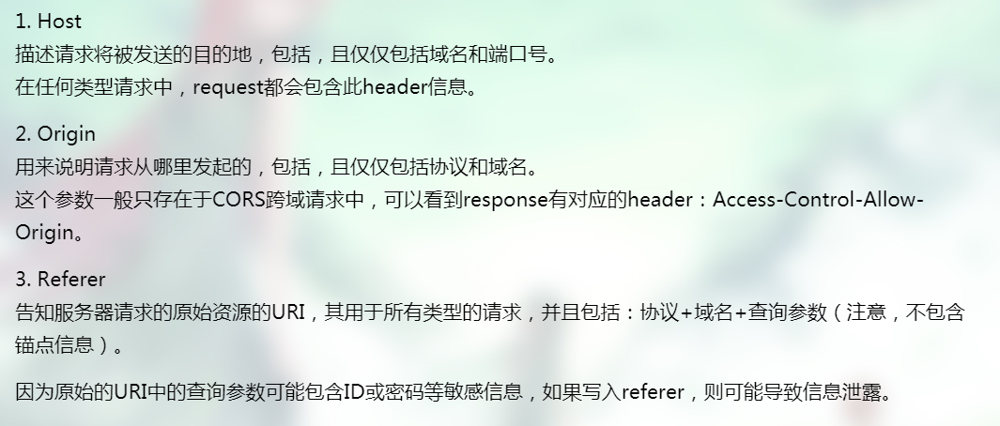 1. Host
描述请求将被发送的目的地，包括，且仅仅包括域名和端口号。
在任何类型请求中，request都会包含此header信息。
2. Origin
用来说明请求从哪里发起的，包括，且仅仅包括协议和域名。
这个参数一般只存在于CORS跨域请求中，可以看到response有对应的header：Access-Control-Allow-
Origin。
3. Referer
告知服务器请求的原始资源的URI，其用于所有类型的请求，并且包括：协议+域名+查询参数（注意，不包含
锚点信息）。
因为原始的URI中的查询参数可能包含ID或密码等敏感信息，如果写入referer，则可能导致信息泄露。